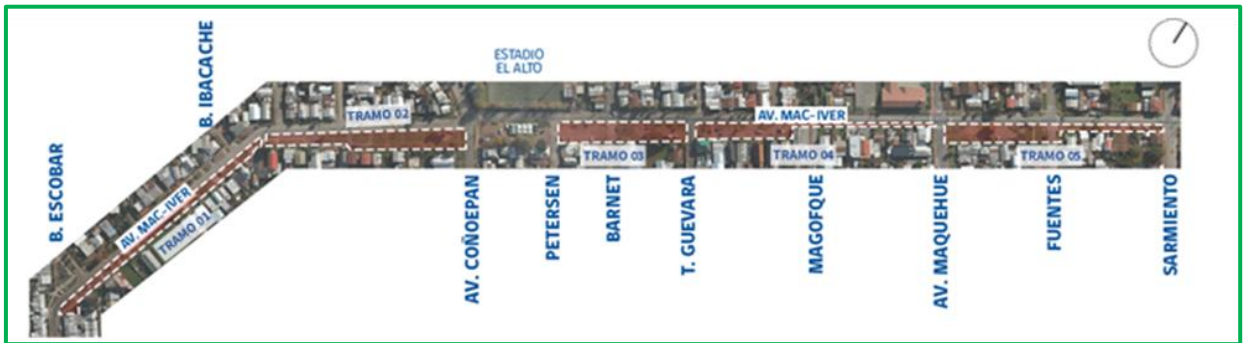 B. ESCOBAR
B. IBACACHE
ESTADIO
EL ALTO
AV. MAC-IVER
TRAMO 01
TRAMO 02
AV. COÑOEPAN
PETERSEN
BARNET
TRAMO 03
T. GUEVARA
AV. MAC-IVER
TRAMO 04
MAGOFQUE
AV. MAQUEHUE
TRAMO 05
FUENTES
SARMIENTO